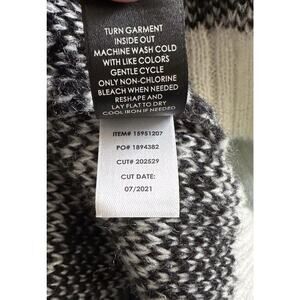 TURN GARMENT
INSIDE OUT
MACHINE WASH COLD
WITH LIKE COLORS
GENTLE CYCLE
ONLY NON-CHLORINE
BLEACH WHEN NEEDED
RESHAPE AND
LAY FLAT TO DRY
COOL IRON IF NEEDED
ITEM# 15951207
PO# 1894382
CUT# 202529
CUT DATE:
07/2021